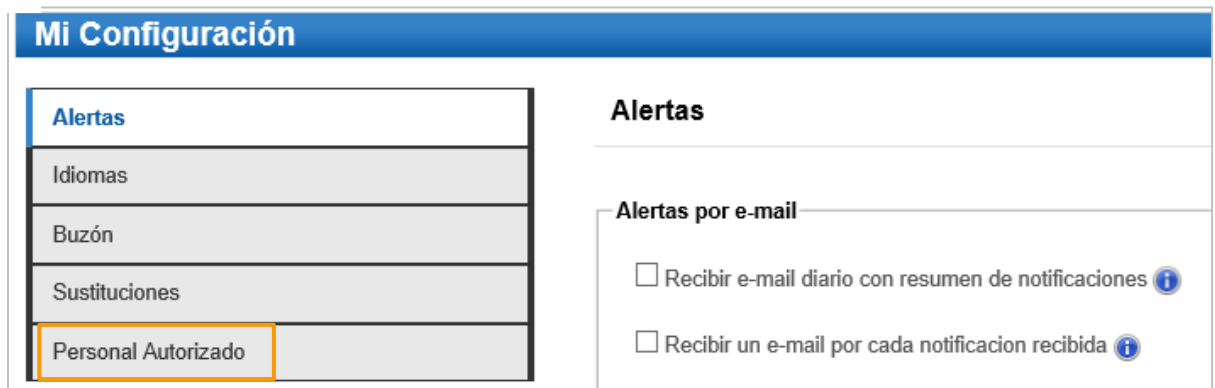 Mi Configuración
Alertas
Idiomas
Buzón
Sustituciones
Personal Autorizado
Alertas
Alertas por e-mail
Recibir e-mail diario con resumen de notificaciones
Recibir un e-mail por cada notificacion recibida